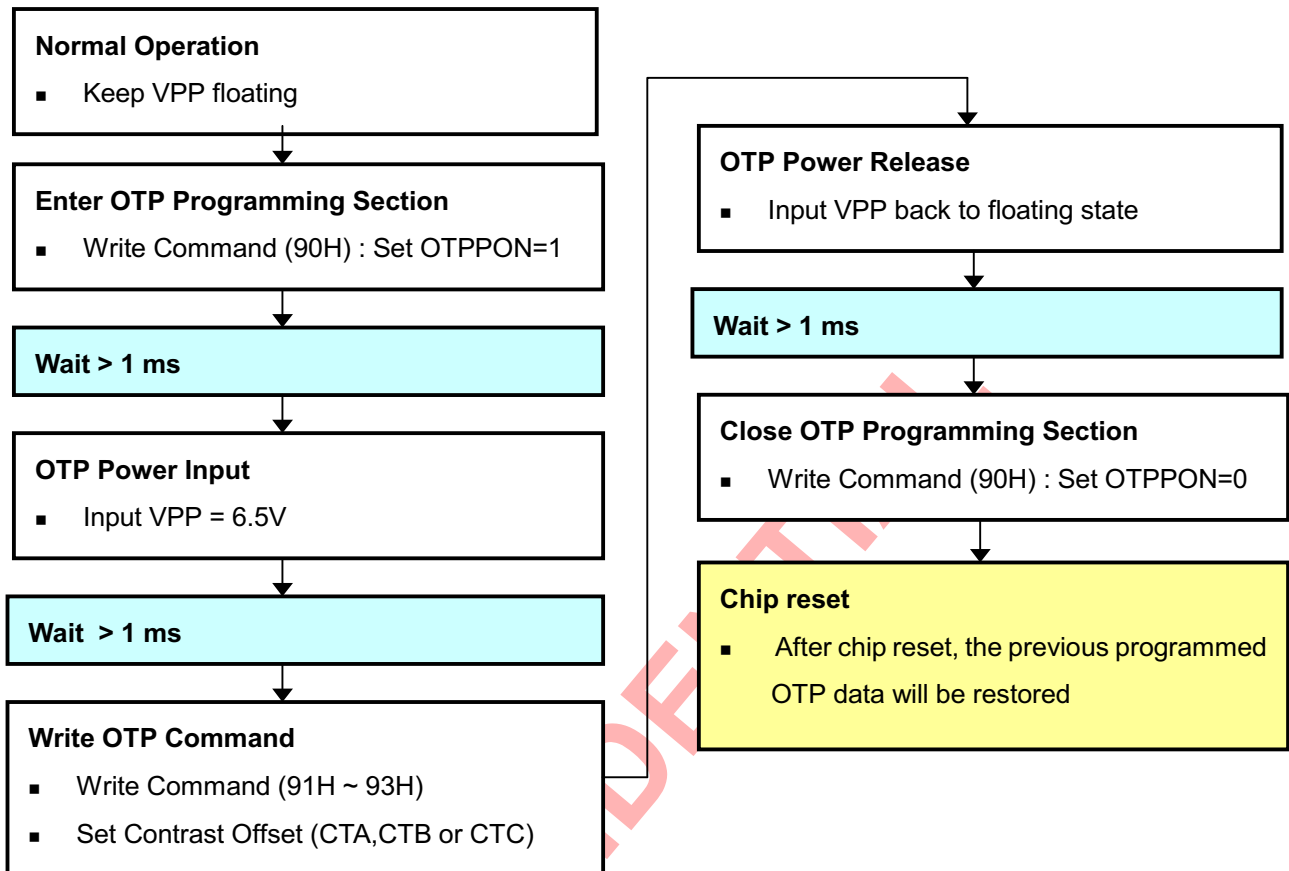 Normal Operation
■ Keep VPP floating
Enter OTP Programming Section
■ Write Command (90H) : Set OTPPON=1
Wait > 1 ms
OTP Power Input
■ Input VPP = 6.5V
Wait > 1 ms
Write OTP Command
■ Write Command (91H ~ 93H)
■ Set Contrast Offset (CTA,CTB or CTC)
OTP Power Release
■ Input VPP back to floating state
Wait > 1 ms
Close OTP Programming Section
■ Write Command (90H) : Set OTPPON=0
Chip reset
■ After chip reset, the previous programmed
OTP data will be restored